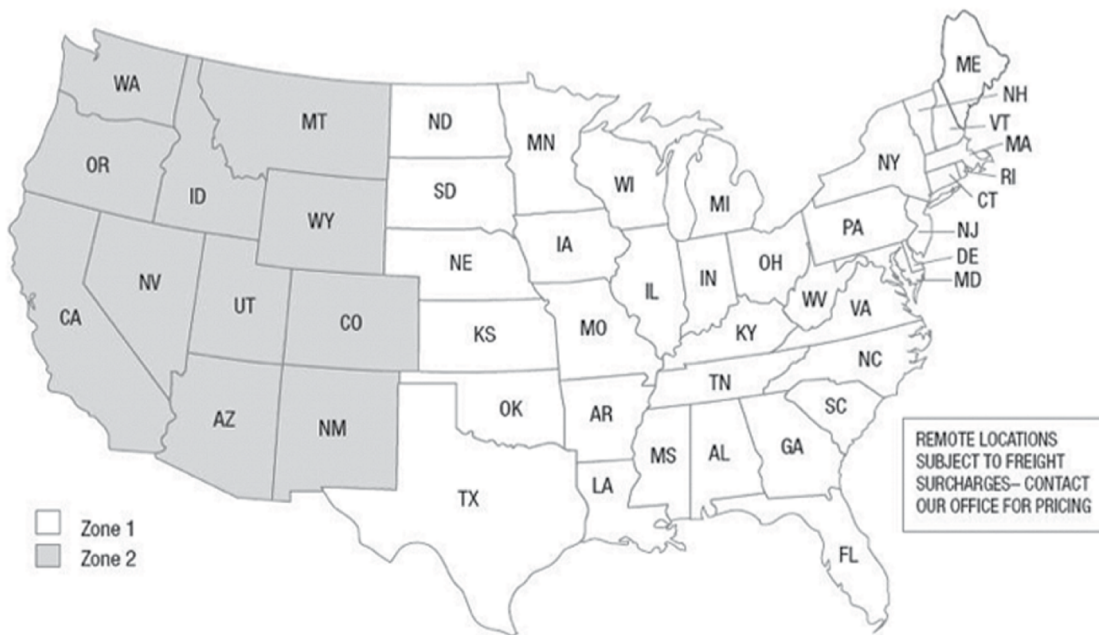 WA
MT
ND
MN
ME
NH
VT
MA
RI
CT
OR
ID
WY
SD
WI
MI
NY
NJ
DE
MD
PA
NE
IA
NV
UT
CO
CA
KS
MO
IL
IN
OH
WV
VA
KY
NC
TN
SC
AZ
NM
OK
AR
MS
AL
GA
TX
LA
FL
REMOTE LOCATIONS
SUBJECT TO FREIGHT
SURCHARGES– CONTACT
OUR OFFICE FOR PRICING
Zone 1
Zone 2